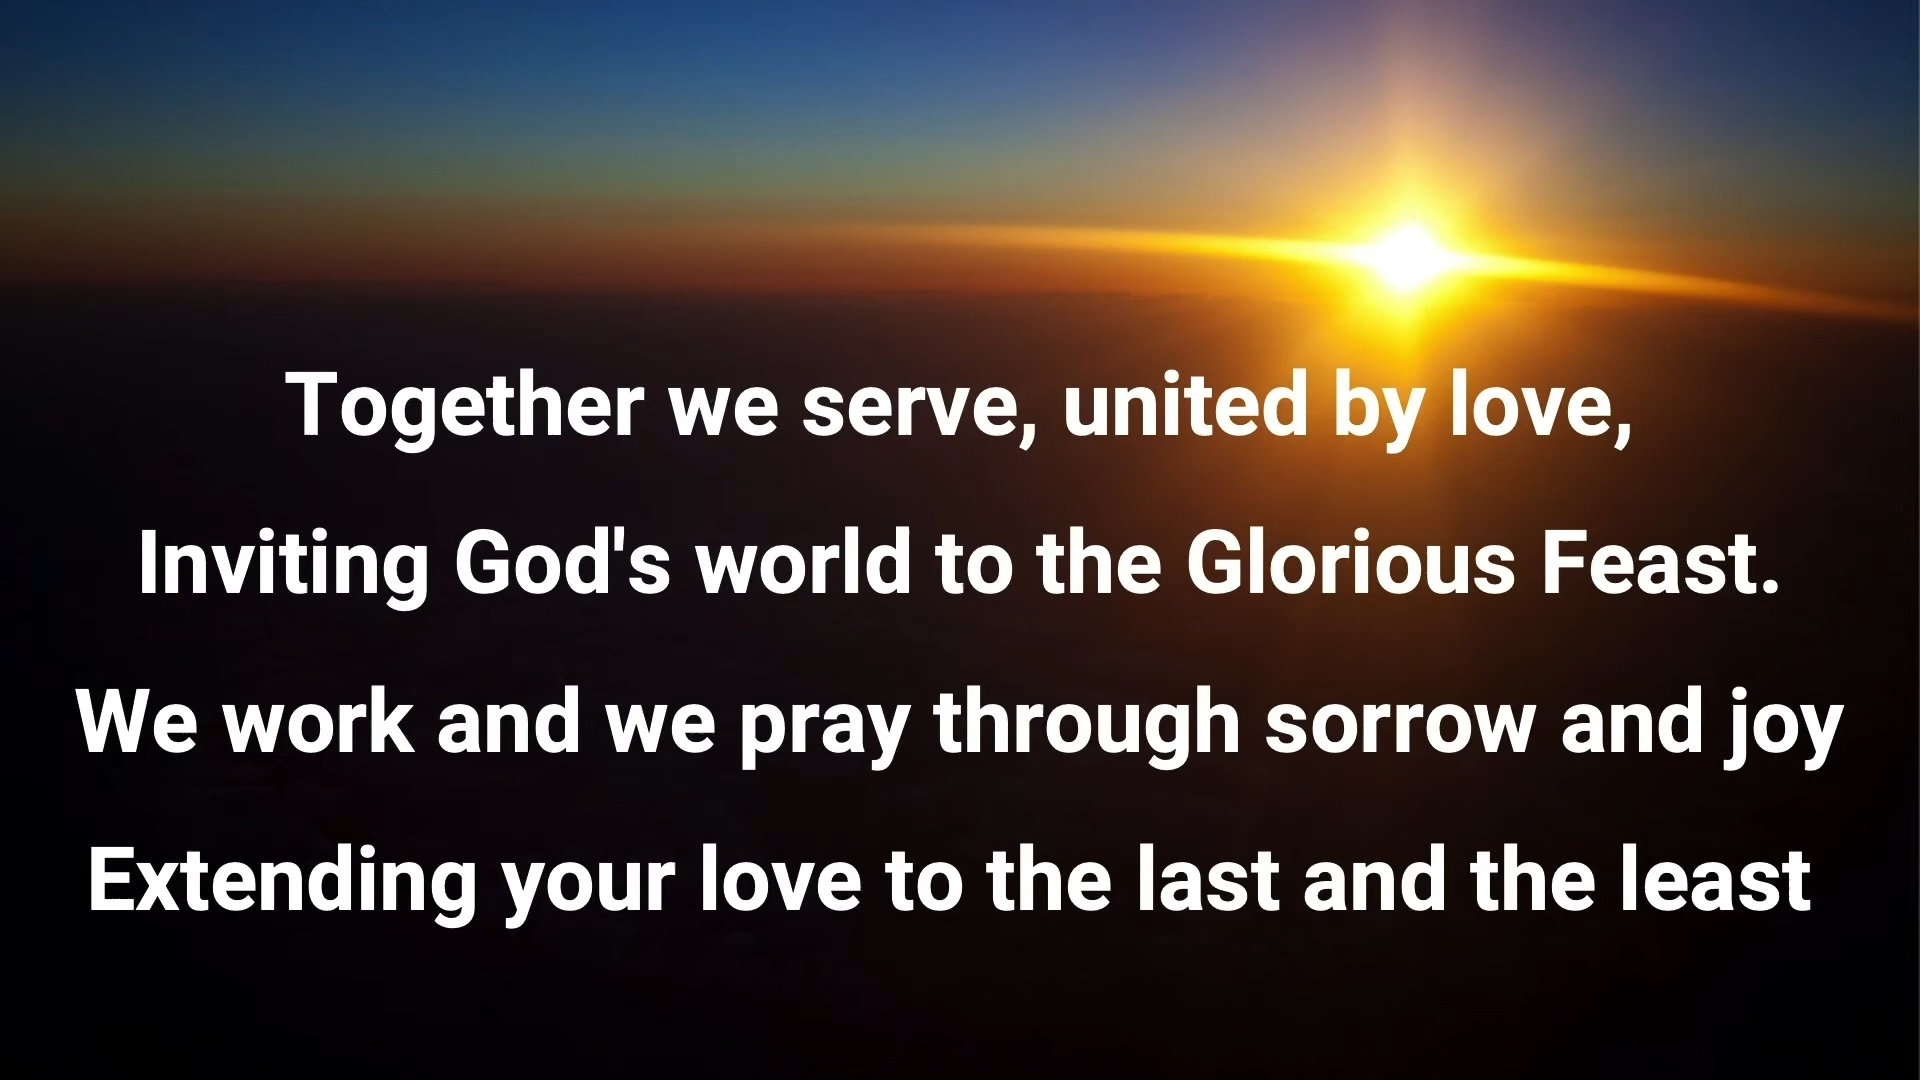 Together we serve, united by love,
Inviting God's world to the Glorious Feast.
We work and we pray through sorrow and joy
Extending your love to the last and the least